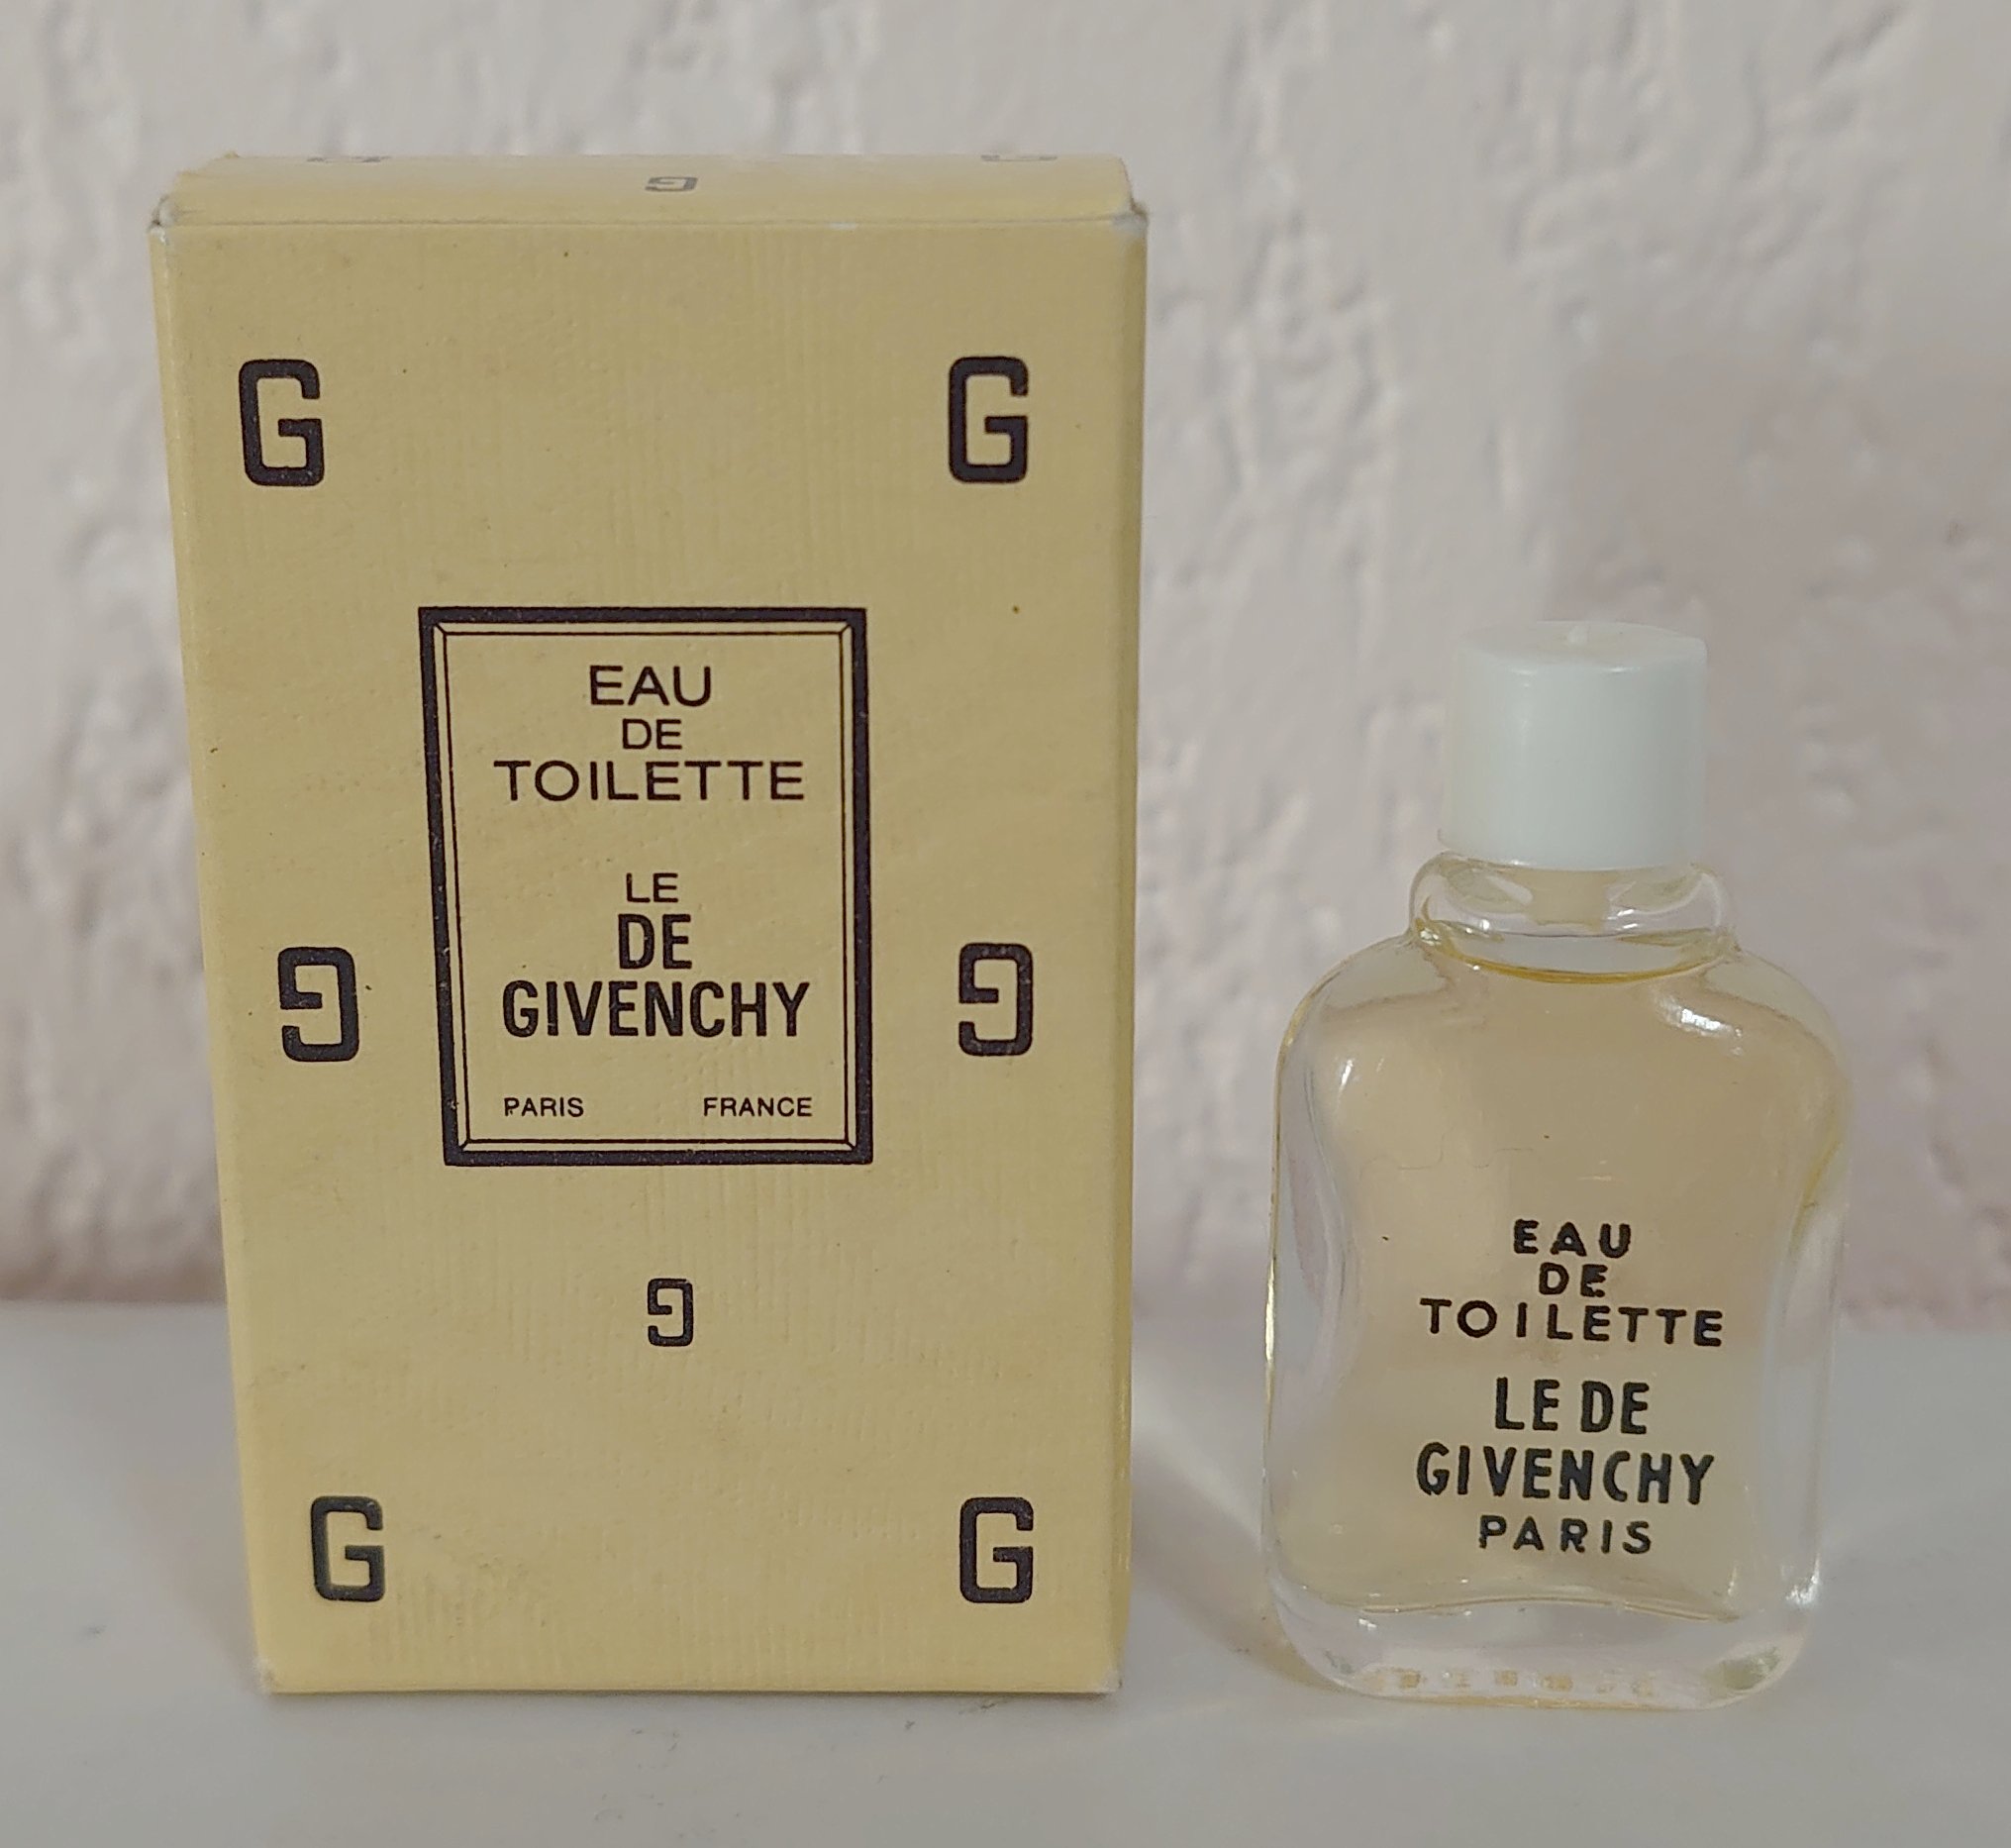 G
G G
EAU
DE
TOILETTE
LE
DE
GIVENCHY
PARIS FRANCE
G G
G
G G
EAU
DE
TOILETTE
LE DE
GIVENCHY
PARIS